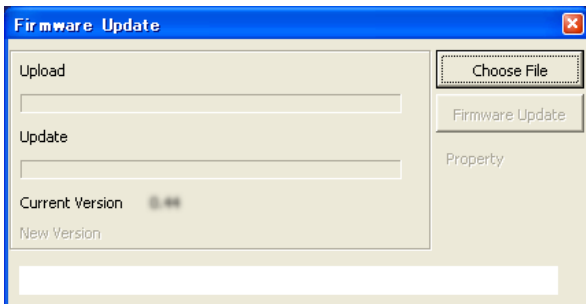 Firmware Update
Upload
Choose File
Firmware Update
Update
Property
Current Version
New Version